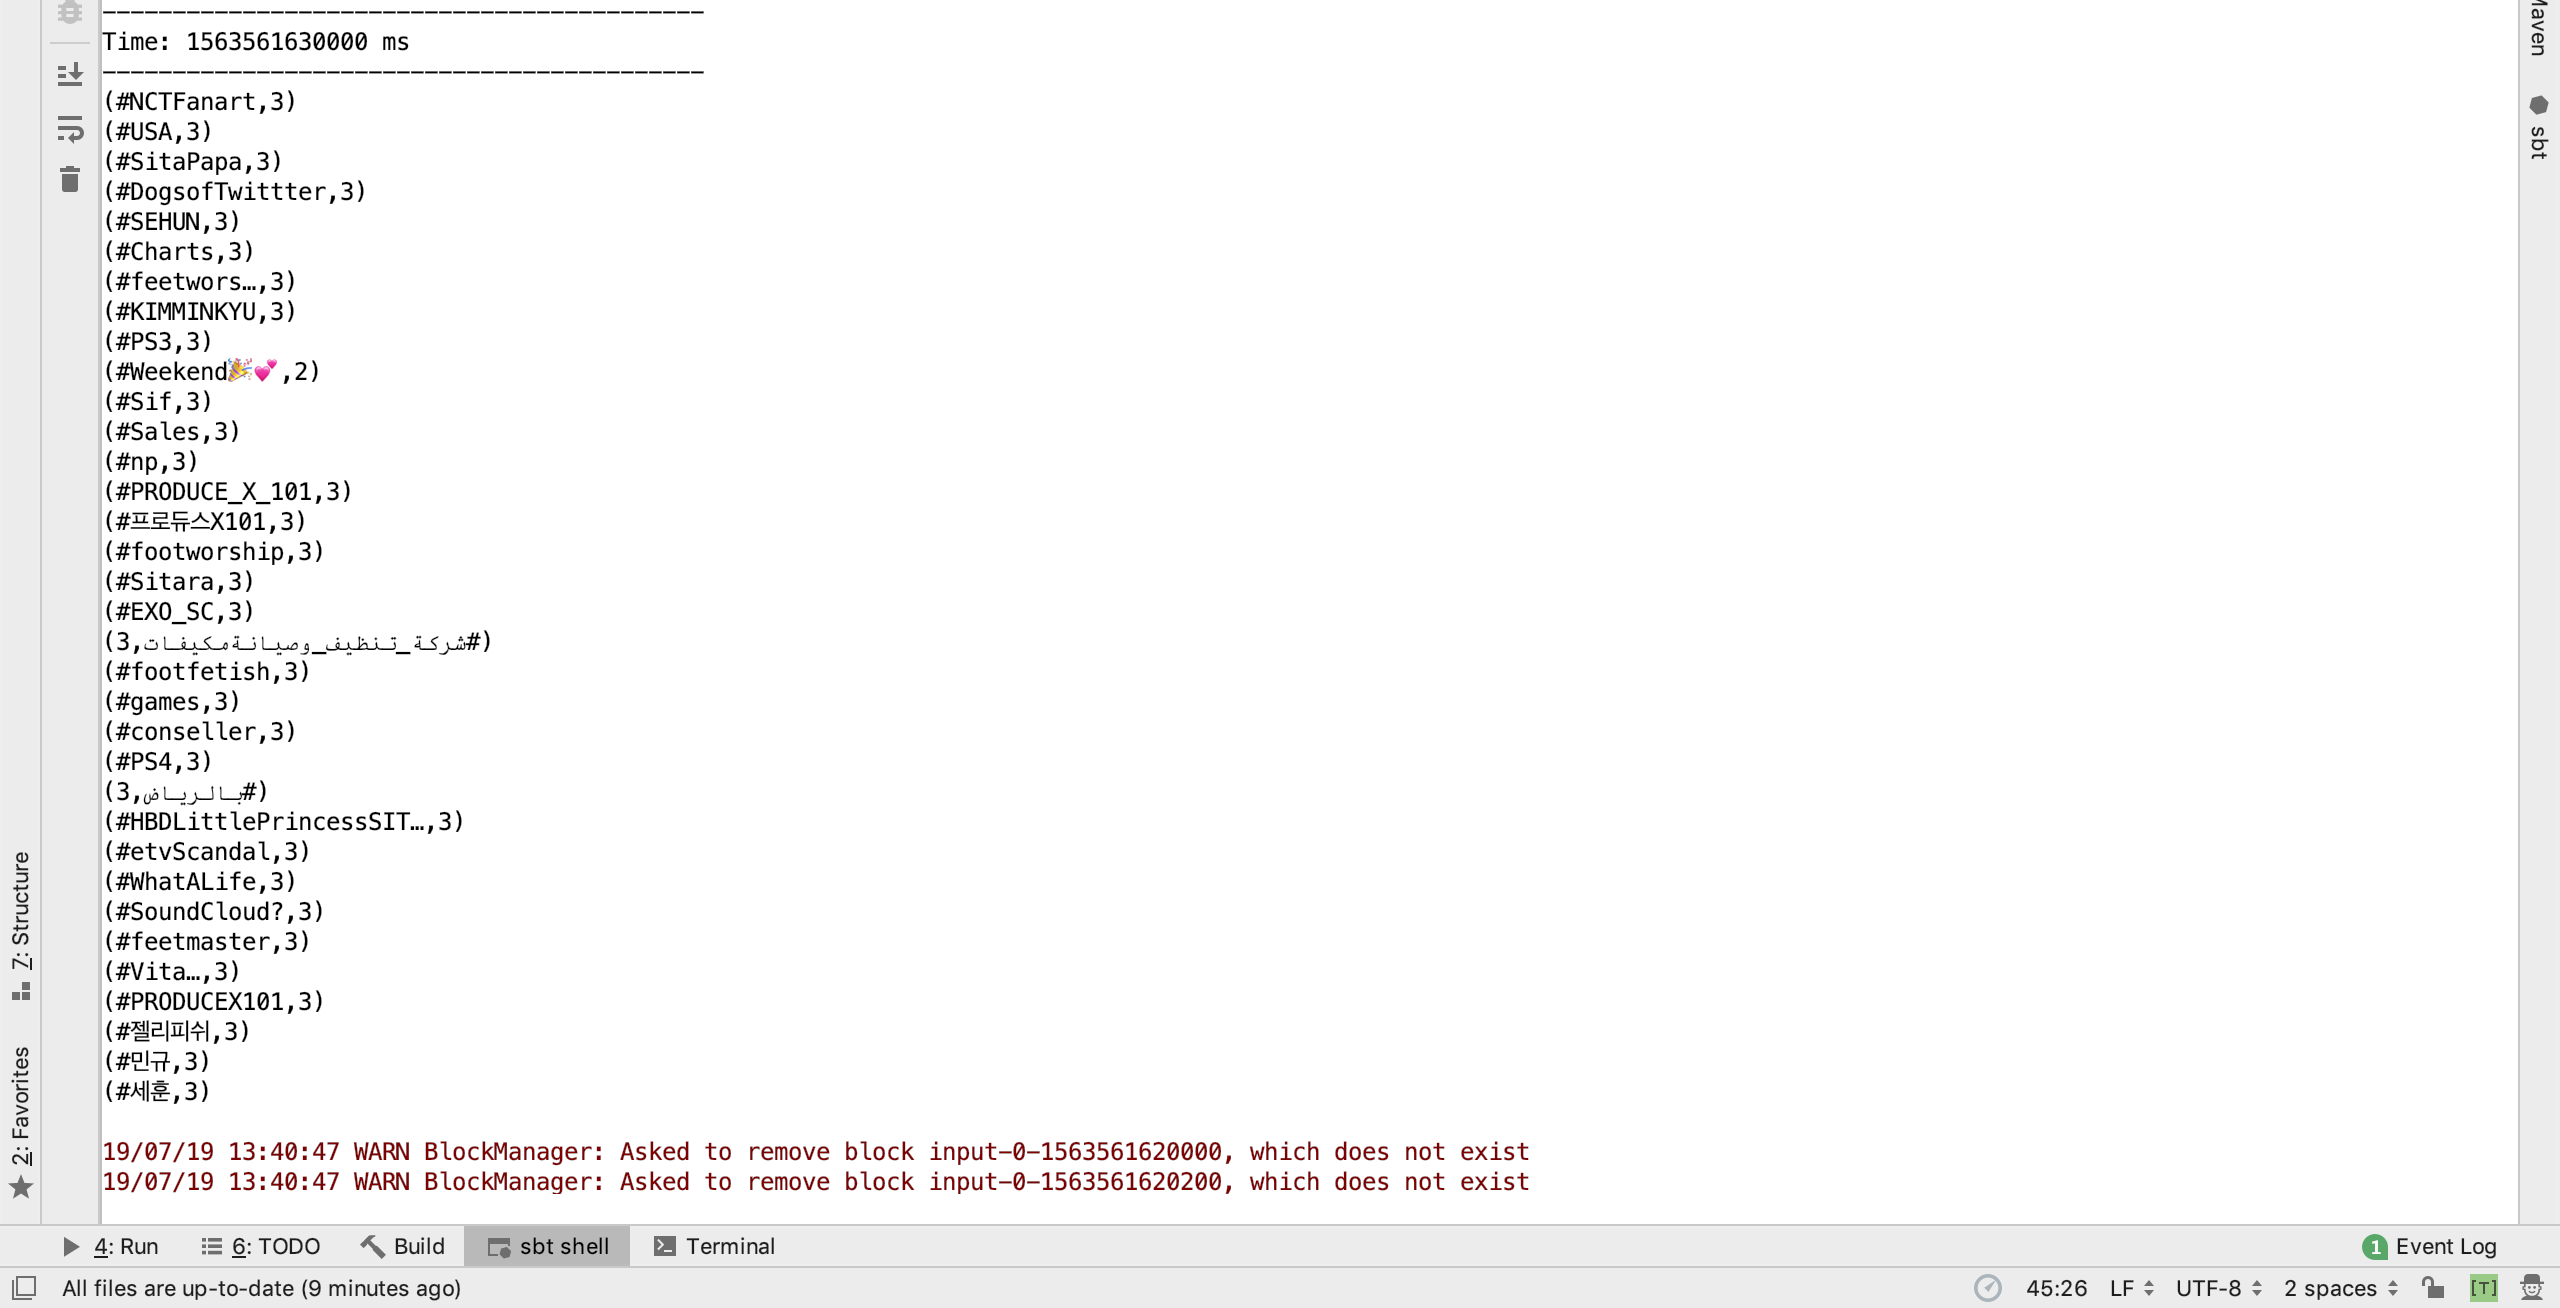 -------------------------------------------
Time: 1563561630000 ms
-------------------------------------------
(#NCTFanart,3)
(#USA,3)
(#SitaPapa,3)
(#DogsofTwittter,3)
(#SEHUN,3)
(#Charts,3)
(#feetwors…,3)
(#KIMMINKYU,3)
(#PS3,3)
(#Weekend🎉💕,2)
(#Sif,3)
(#Sales,3)
(#np,3)
(#PRODUCE_X_101,3)
(#프로듀스X101,3)
(#footworship,3)
(#Sitara,3)
(#EXO_SC,3)
(#شركة_تنظيف_وصيانة مكيفات,3)
(#footfetish,3)
(#games,3)
(#conseller,3)
(#PS4,3)
(#بالرياض,3)
(#HBDLittlePrincessSIT…,3)
(#etvScandal,3)
(#WhatALife,3)
(#SoundCloud?,3)
(#feetmaster,3)
(#Vita…,3)
(#PRODUCEX101,3)
(#젤리피쉬,3)
(#민규,3)
(#세훈,3)
19/07/19 13:40:47 WARN BlockManager: Asked to remove block input-0-1563561620000, which does not exist
19/07/19 13:40:47 WARN BlockManager: Asked to remove block input-0-1563561620200, which does not exist
7: Structure
2: Favorites
Maven
sbt
4: Run
6: TODO
Build
sbt shell
Terminal
1 Event Log
All files are up-to-date (9 minutes ago)
45:26
LF
UTF-8
2 spaces
[T]